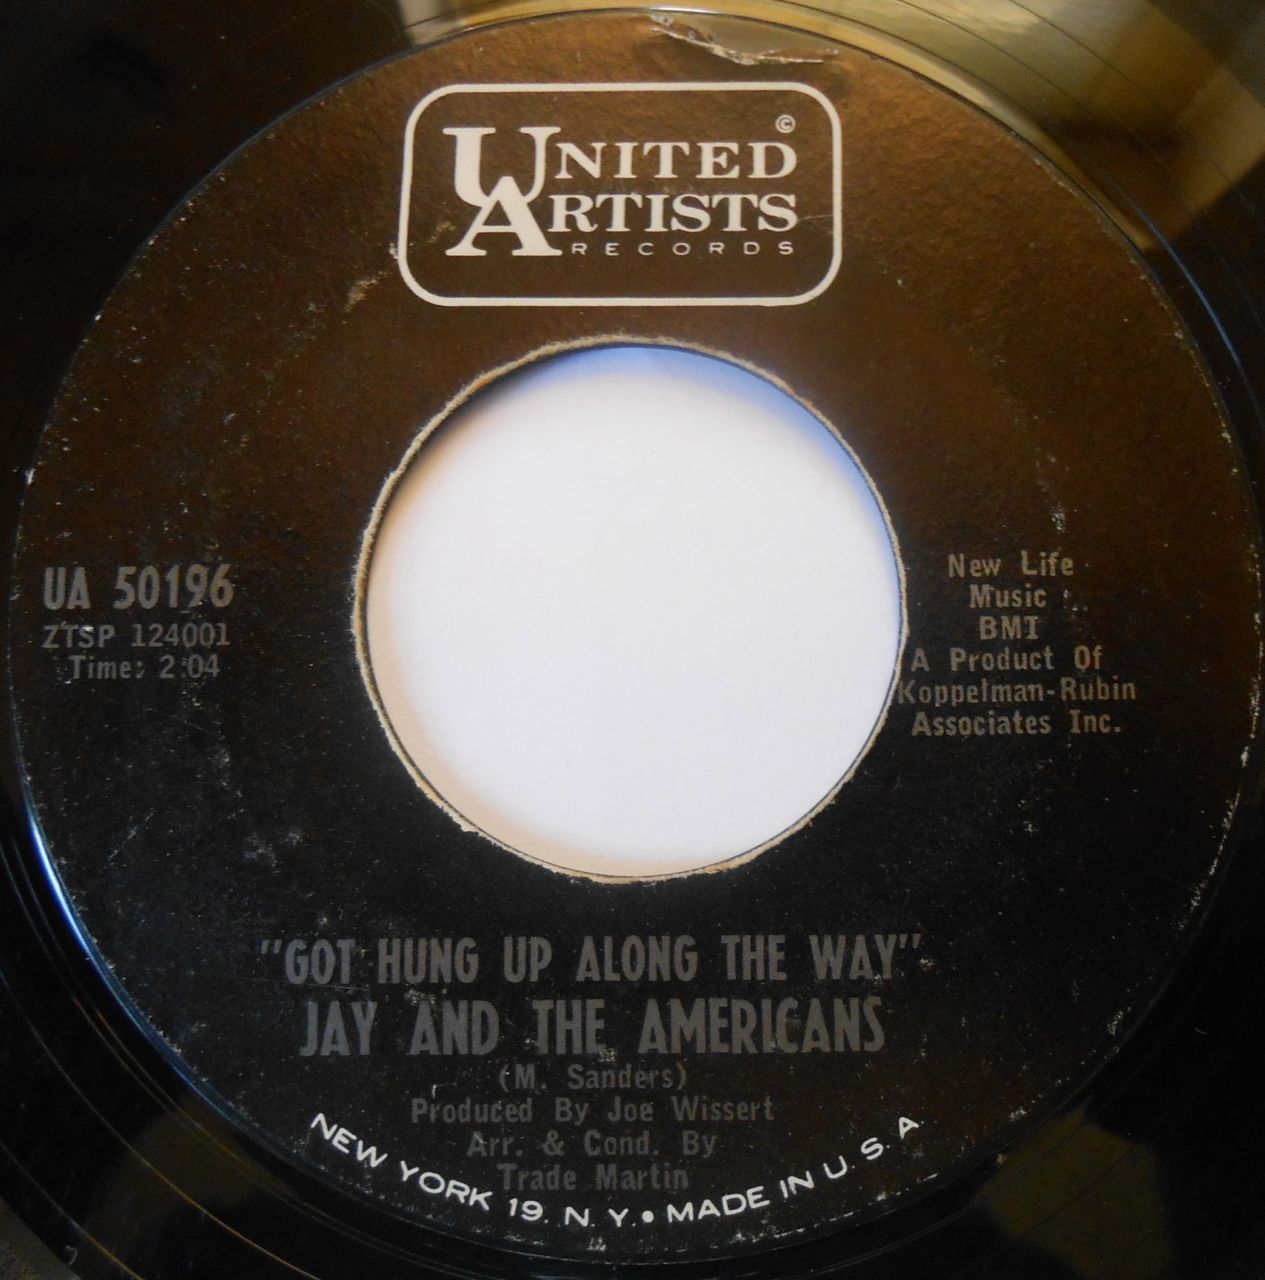 UNITED ©
ARTISTS
RECORDS
UA 50196
ZTSP 124001
Time: 2:04
New Life
Music
BMI
A Product Of
Koppelman-Rubin
Associates Inc.
"GOT HUNG UP ALONG THE WAY"
JAY AND THE AMERICANS
(M. Sanders)
Produced By Joe Wissert
Arr. & Cond. By
Trade Martin
NEW YORK 19. N. Y. • MADE IN U. S. A.